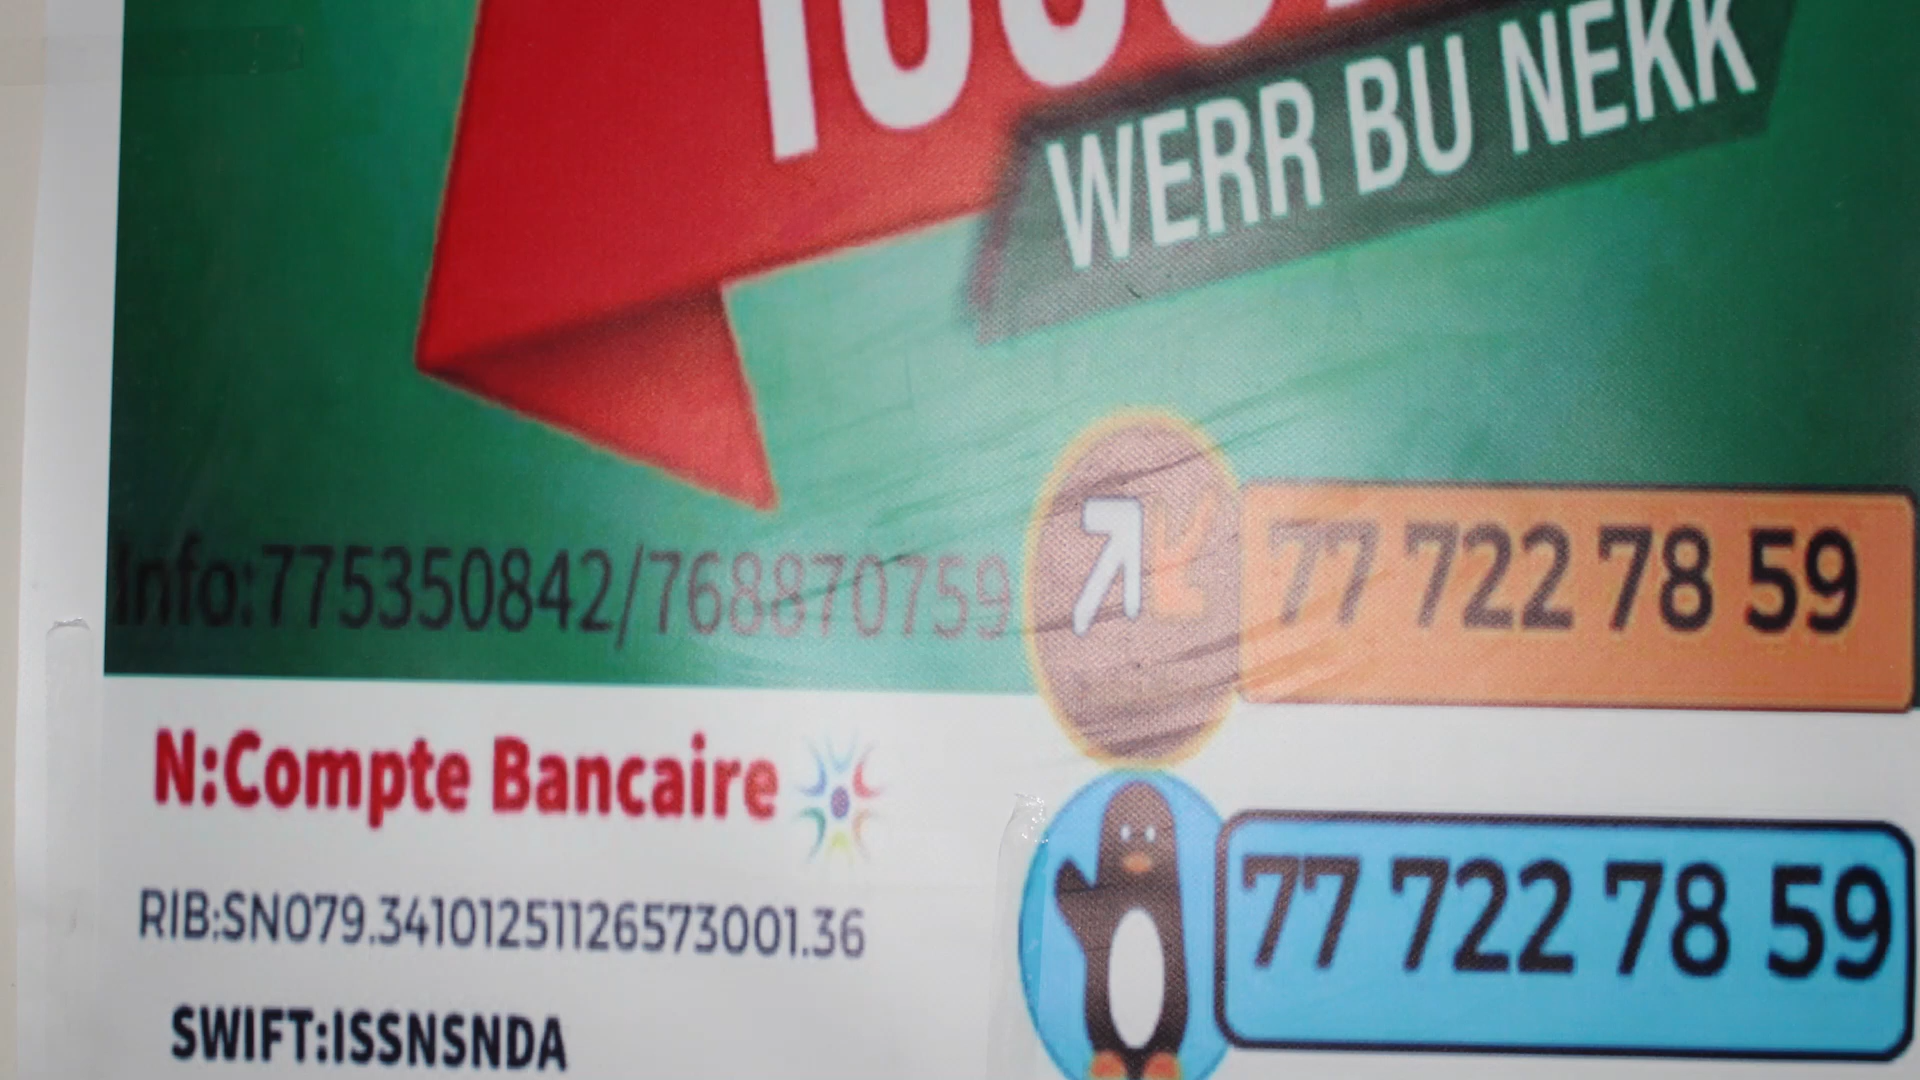 WERR BU NEKK
Info:775350842/768870759
77 722 78 59
N:Compte Bancaire
RIB:SN079.34101251126573001.36
77 722 78 59
SWIFT:ISSNSNDA